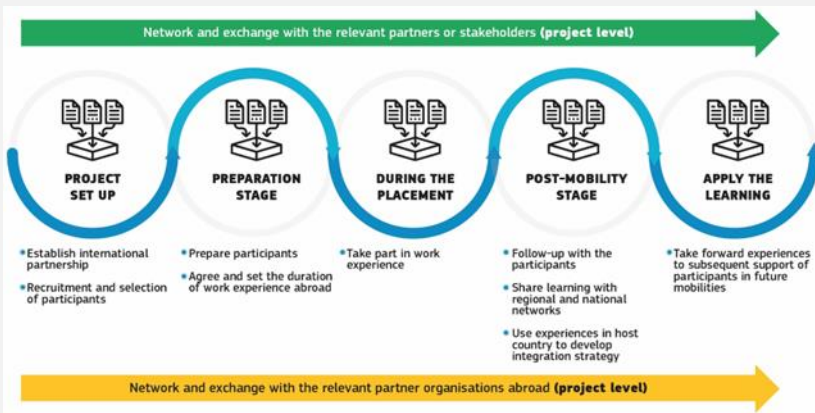 Network and exchange with the relevant partners or stakeholders (project level)
PROJECT
SET UP
PREPARATION
STAGE
DURING THE
PLACEMENT
POST-MOBILITY
STAGE
APPLY THE
LEARNING
• Establish international
partnership
• Recruitment and selection
of participants
• Prepare participants
• Agree and set the duration
of work experience abroad
• Take part in work
experience
• Follow-up with the
participants
• Share learning with
regional and national
networks
• Use experiences in host
country to develop
integration strategy
• Take forward experiences
to subsequent support of
participants in future
mobilities
Network and exchange with the relevant partner organisations abroad (project level)